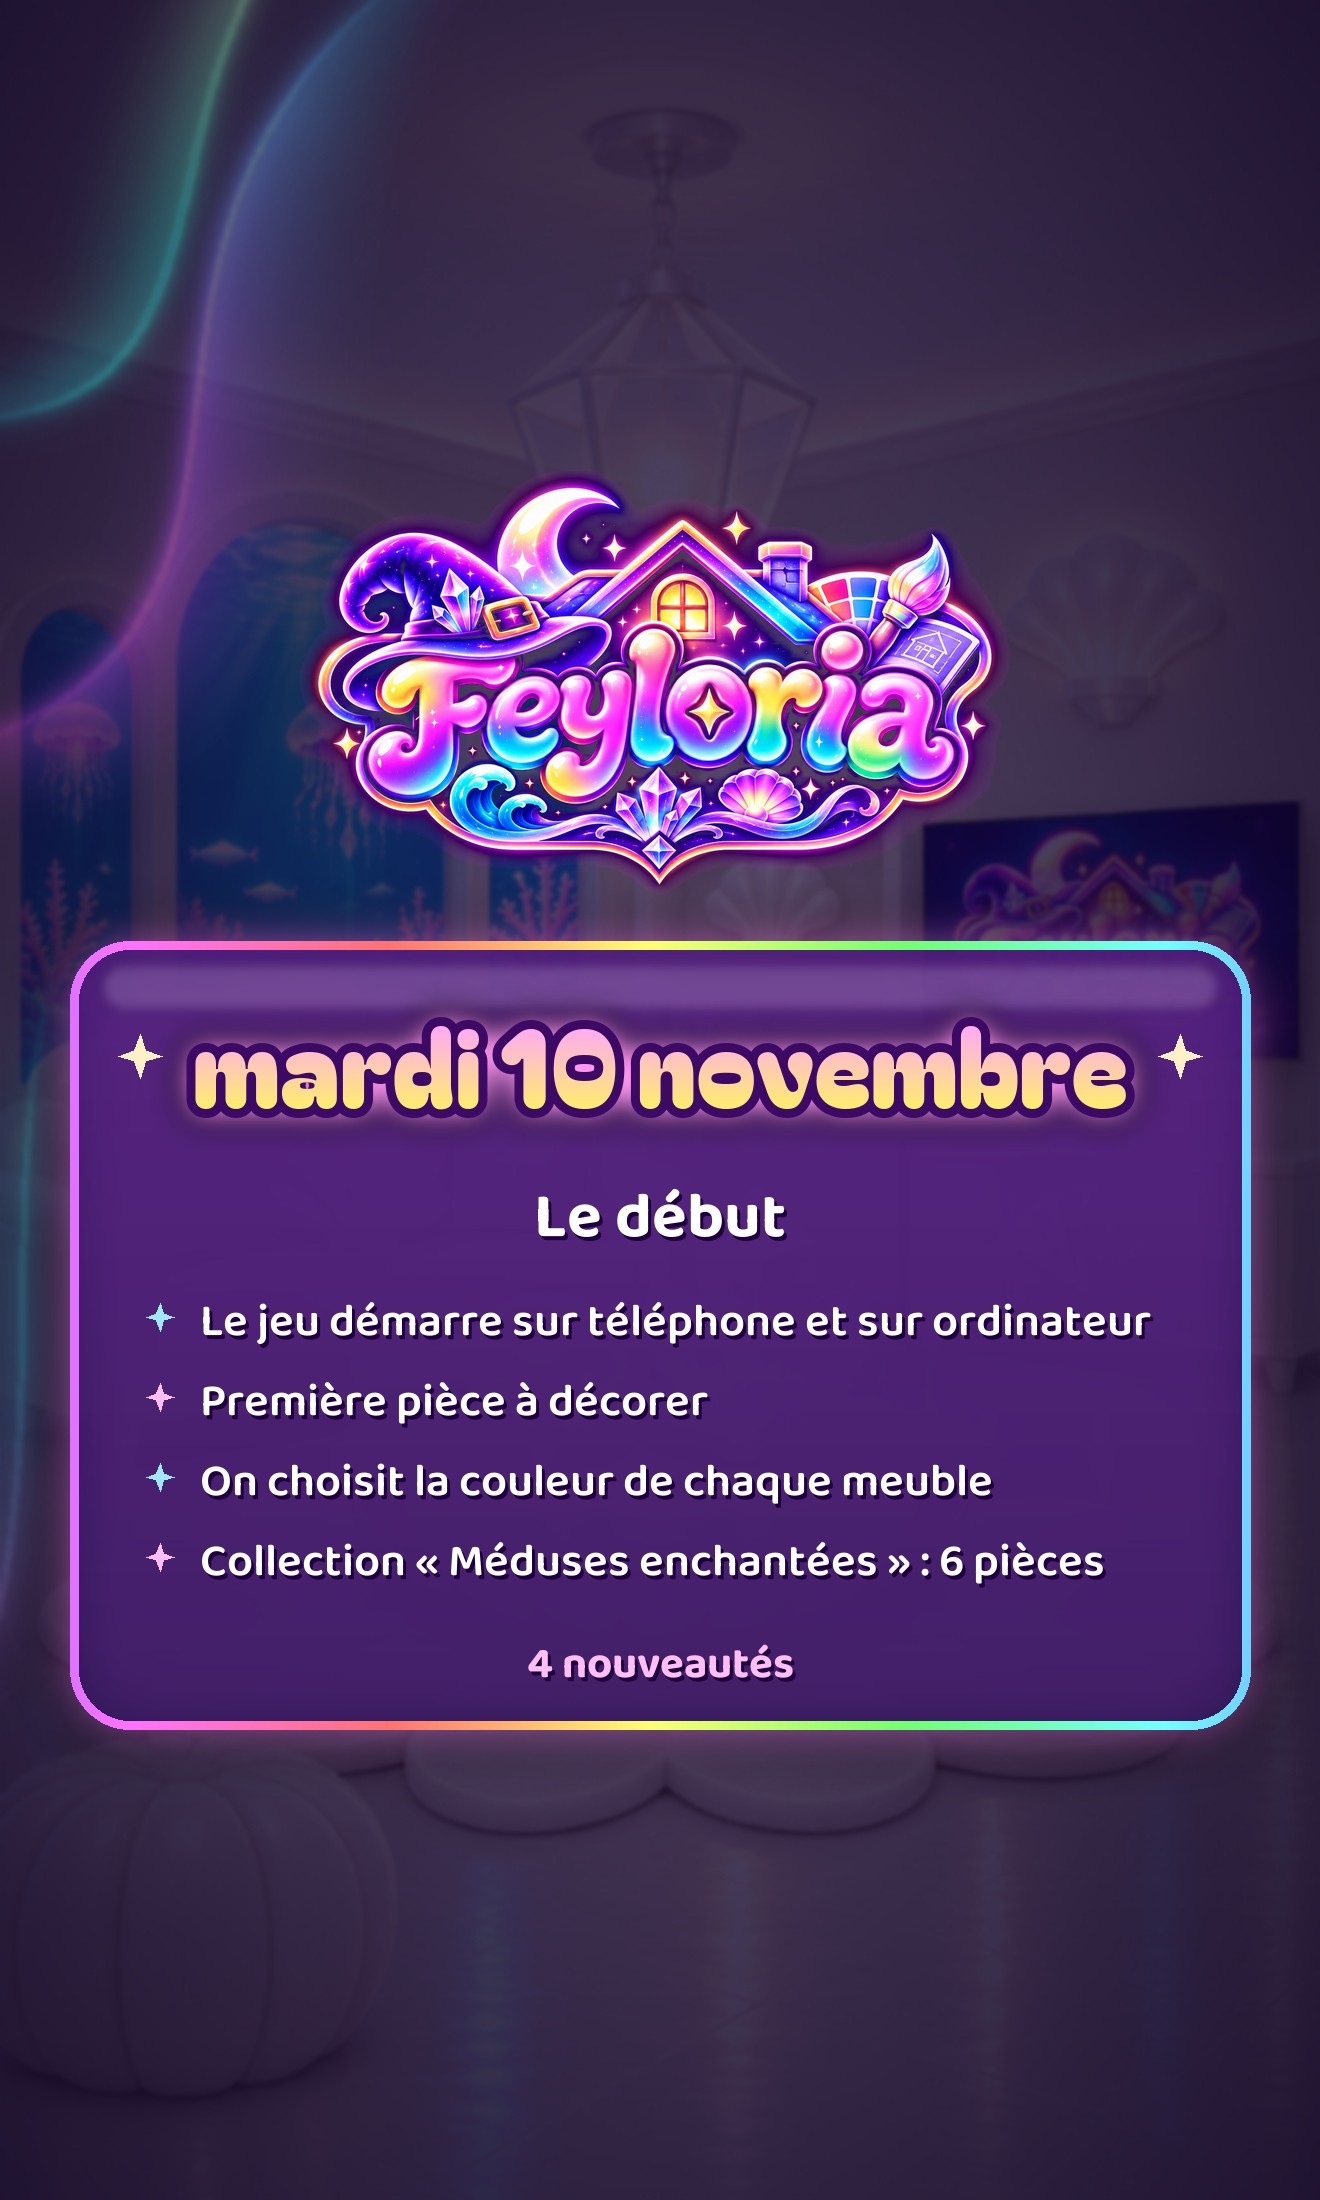 Feyloria
mardi 10 novembre
Le début
Le jeu démarre sur téléphone et sur ordinateur
Première pièce à décorer
On choisit la couleur de chaque meuble
Collection « Méduses enchantées » : 6 pièces
4 nouveautés